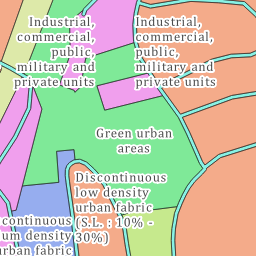 Industrial,
commercial,
public,
military and
private units
Industrial,
commercial,
public,
military and
private units
Green urban
areas
Discontinuous
low density
urban fabric
(S.L. : 10% -
30%)
continuous
um density
urban fabric